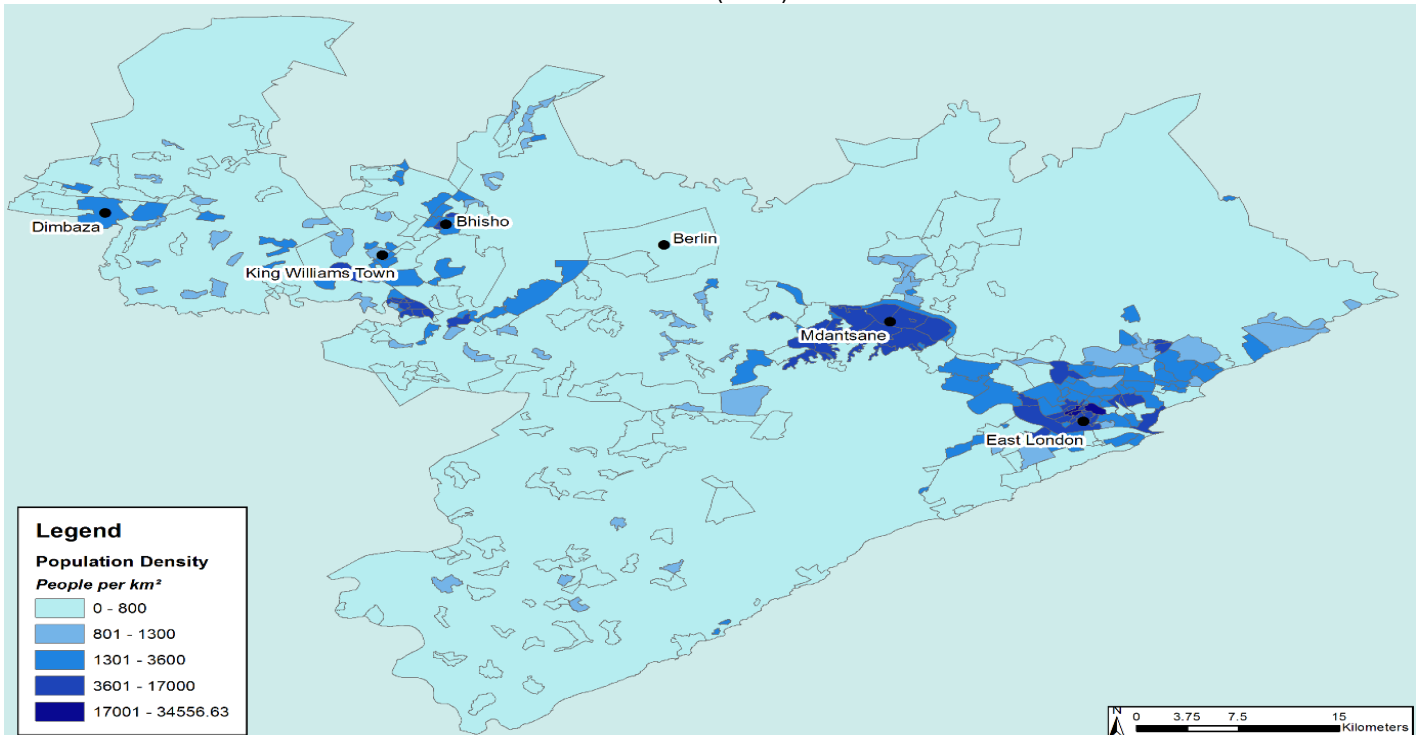 Dimbaza
Bhisho
Berlin
King Williams Town
Mdantsane
East London
Legend
Population Density
People per km²
0 - 800
801 - 1300
1301 - 3600
3601 - 17000
17001 - 34556.63
N
0 3.75 7.5 15
Kilometers